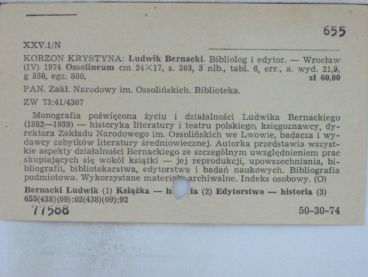 655
XXV.1/N
KORZON KRYSTYNA: Ludwik Bernacki. Bibliolog i edytor. — Wrocław
(IV) 1974 Ossolineum cm 24×17, s. 303, 3 nlb., tabl. 6, err., a. wyd. 21,9,
g 550, egz. 800, zł 60,00
PAN. Zakł. Narodowy im. Ossolińskich. Biblioteka.
ZW 73:41/4307
Monografia poświęcona życiu i działalności Ludwika Bernackiego
(1882—1939) — historyka literatury i teatru polskiego, księgoznawcy, dy-
rektora Zakładu Narodowego im. Ossolińskich we Lwowie, badacza i wy-
dawcy zabytków literatury średniowiecznej. Autorka przedstawia wszyst-
kie aspekty działalności Bernackiego ze szczególnym uwzględnieniem prac
skupiających się wokół książki — jej reprodukcji, upowszechniania, bi-
bliografii, bibliotekarstwa, edytorstwa i badań naukowych. Bibliografia
podmiotowa. Wykorzystane materiały archiwalne. Indeks osobowy. (O)
Bernacki Ludwik (1) Książka — h ia (2) Edytorstwo — historia (3)
655(438)(09):02(438)(09):92
77588 50-30-74